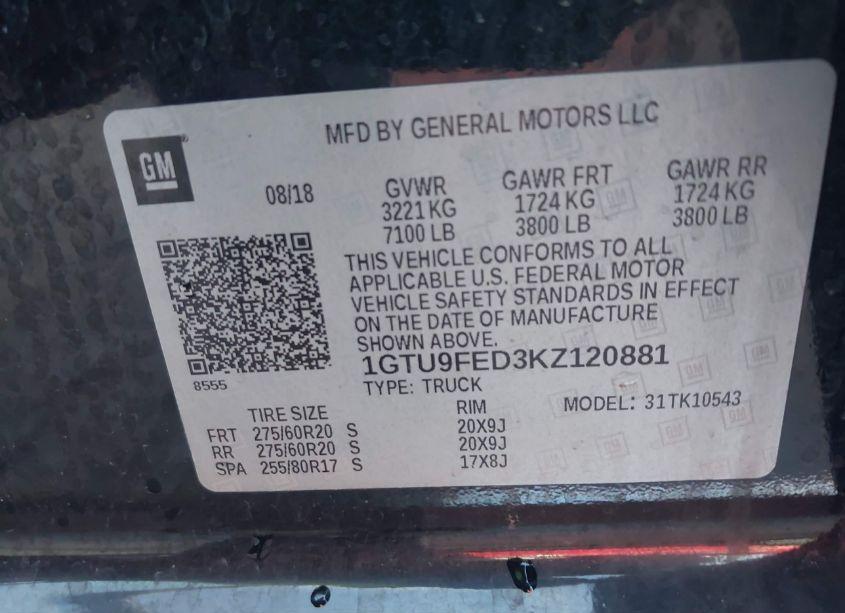 MFD BY GENERAL MOTORS LLC
GM
08/18
GVWR GAWR FRT GAWR RR
3221 KG 1724 KG 1724 KG
7100 LB 3800 LB 3800 LB
THIS VEHICLE CONFORMS TO ALL
APPLICABLE U.S. FEDERAL MOTOR
VEHICLE SAFETY STANDARDS IN EFFECT
ON THE DATE OF MANUFACTURE
SHOWN ABOVE.
1GTU9FED3KZ120881
8555
TYPE: TRUCK
MODEL: 31TK10543
TIRE SIZE RIM
FRT 275/60R20 S 20X9J
RR 275/60R20 S 20X9J
SPA 255/80R17 S 17X8J